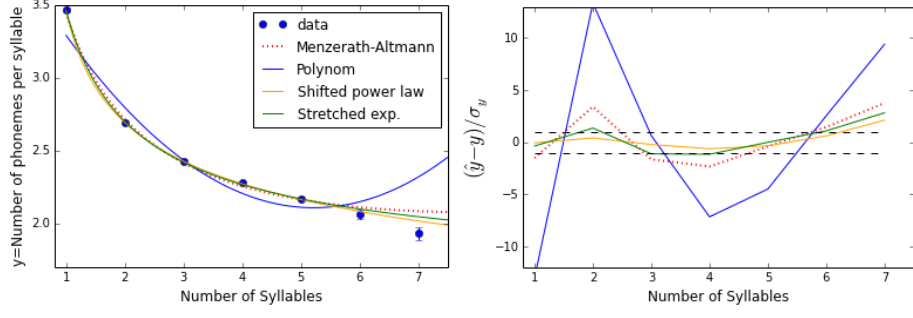 y=Number of phonemes per syllable
3.5
3.0
2.5
2.0
1 2 3 4 5 6 7
Number of Syllables
data
Menzerath-Altmann
Polynom
Shifted power law
Stretched exp.
(ŷ−y)/σ_y
10
5
0
−5
−10
1 2 3 4 5 6 7
Number of Syllables